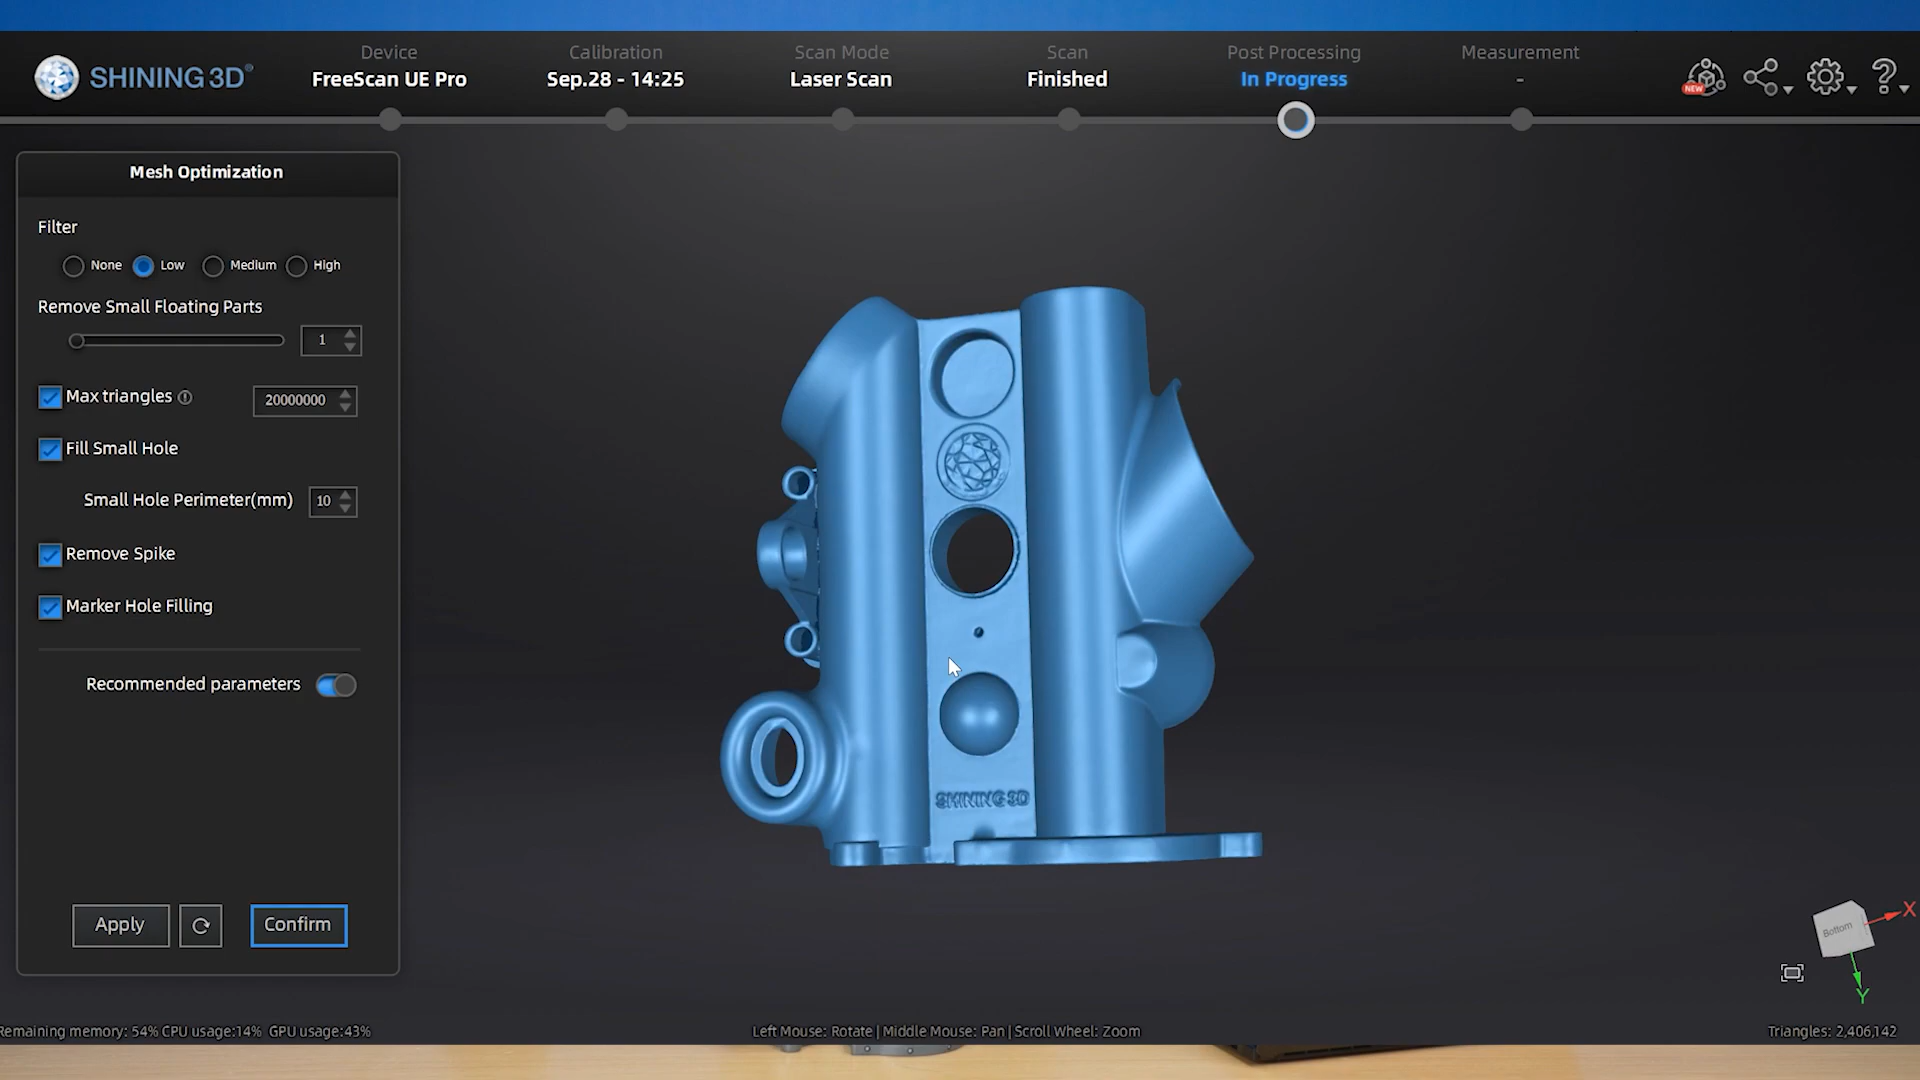 SHINING 3D®
Device
FreeScan UE Pro
Calibration
Sep.28 - 14:25
Scan Mode
Laser Scan
Scan
Finished
Post Processing
In Progress
Measurement
-
NEW
Mesh Optimization
Filter
None Low Medium High
Remove Small Floating Parts
1
Max triangles 20000000
Fill Small Hole
Small Hole Perimeter(mm) 10
Remove Spike
Marker Hole Filling
Recommended parameters
Apply Confirm
SHINING 3D
Bottom
X
Y
Remaining memory: 54% CPU usage:14% GPU usage:43%
Left Mouse: Rotate | Middle Mouse: Pan | Scroll Wheel: Zoom
Triangles: 2,406,142